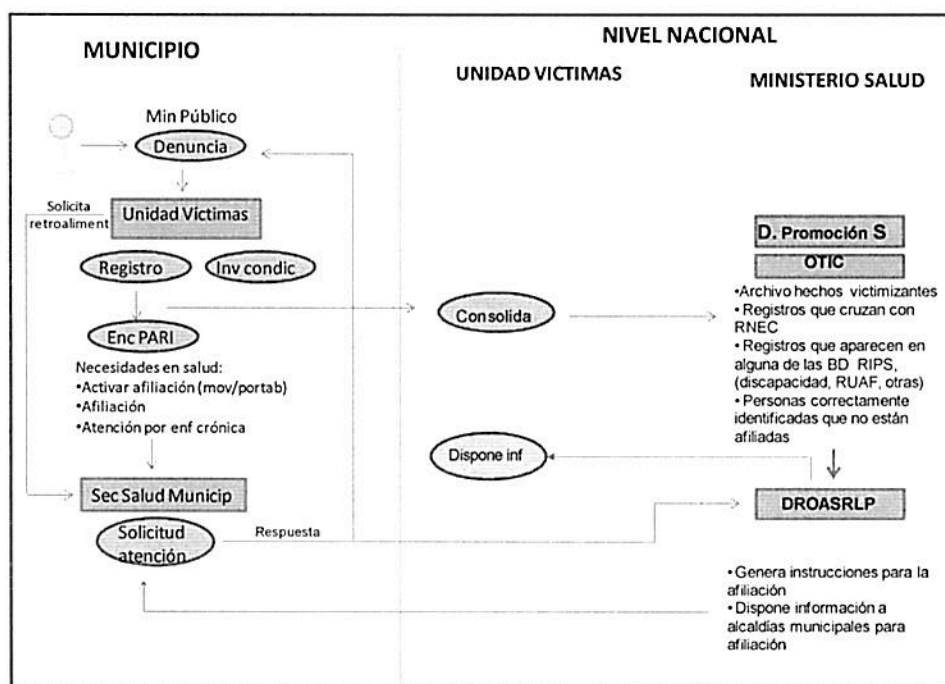 MUNICIPIO
NIVEL NACIONAL
UNIDAD VICTIMAS
MINISTERIO SALUD
Min Público
Denuncia
Solicita
retroaliment
Unidad Víctimas
Registro
Inv condic
Enc PARI
Necesidades en salud:
•Activar afiliación (mov/portab)
•Afiliación
•Atención por enf crónica
Sec Salud Municip
Solicitud
atención
Respuesta
Consolida
Dispone inf
D. Promoción S
OTIC
•Archivo hechos victimizantes
• Registros que cruzan con
RNEC
• Registros que aparecen en
alguna de las BD RIPS,
(discapacidad, RUAF, otras)
• Personas correctamente
identificadas que no están
afiliadas
DROASRLP
• Genera instrucciones para la
afiliación
• Dispone información a
alcaldías municipales para
afiliación